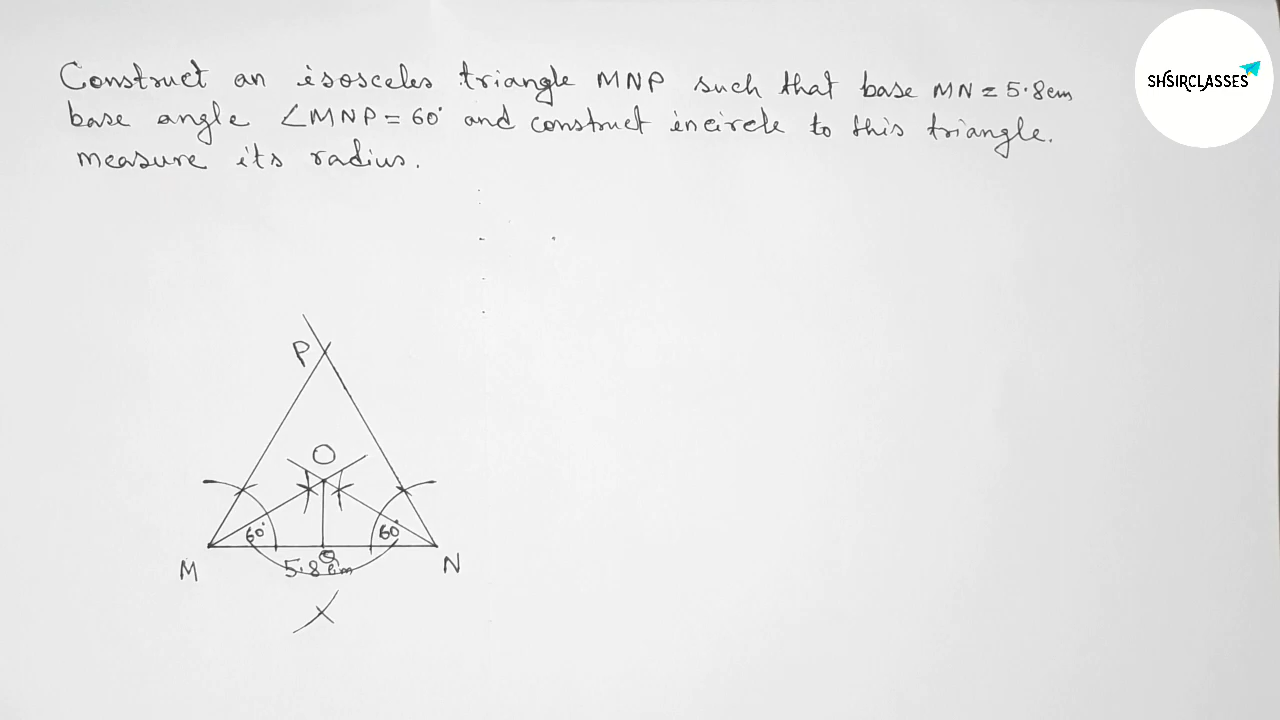 SHSIRCLASSES
Construct an isosceles triangle MNP such that base MN = 5.8cm
base angle ∠MNP = 60° and construct incircle to this triangle.
measure its radius.
P
O
60° 60°
Q
M 5.8cm N